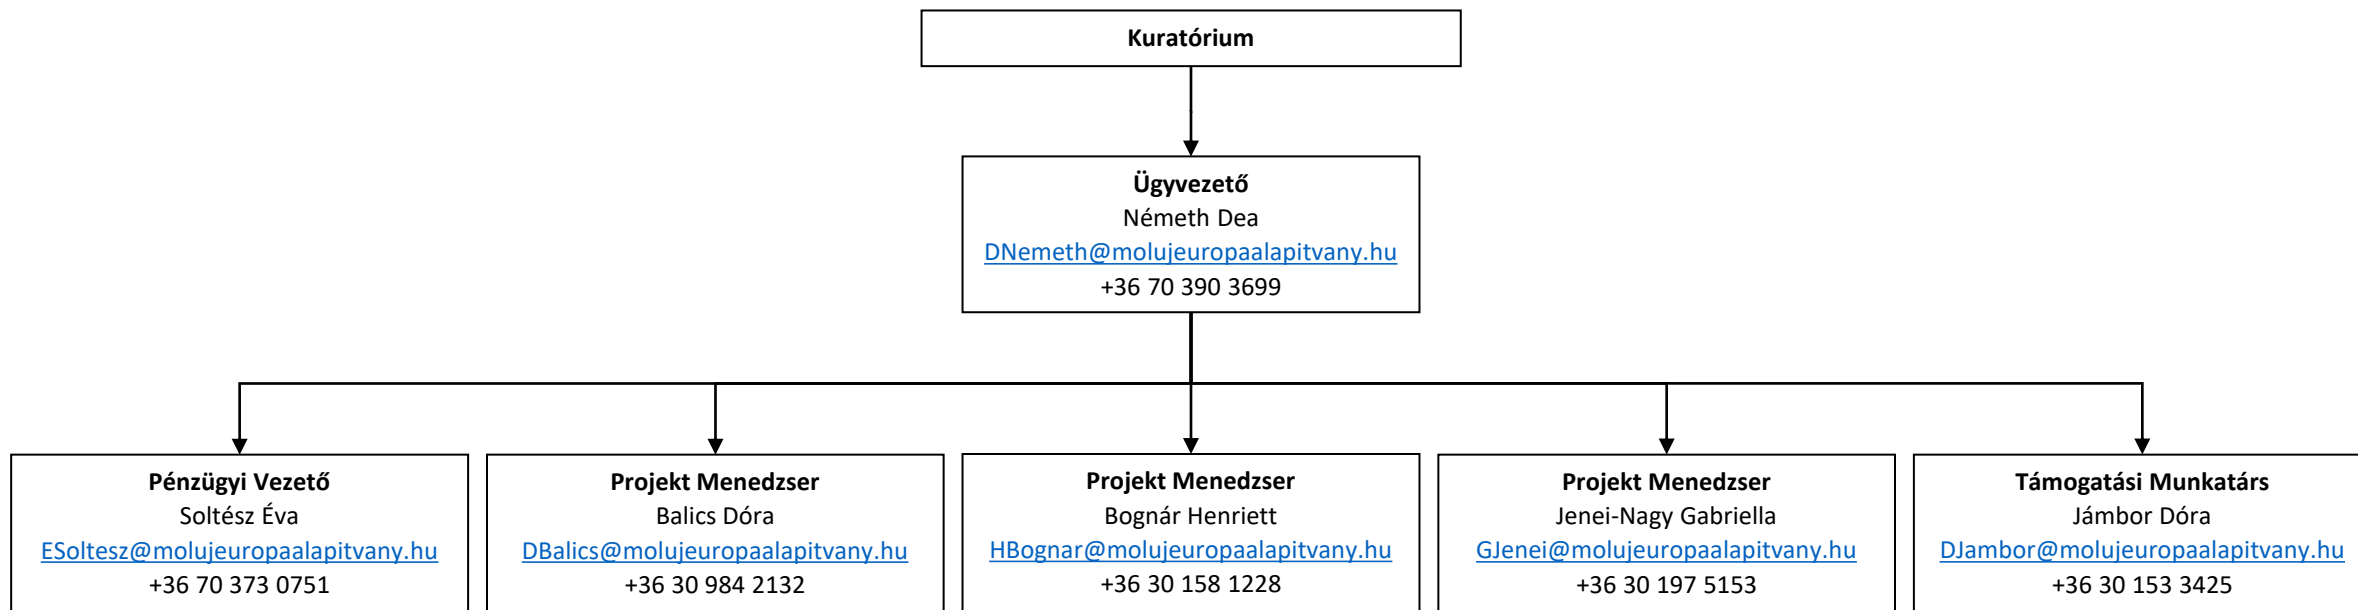 Kuratórium
Ügyvezető
Németh Dea
DNemeth@molujeuropaalapitvany.hu
+36 70 390 3699
Pénzügyi Vezető
Soltész Éva
ESoltesz@molujeuropaalapitvany.hu
+36 70 373 0751
Projekt Menedzser
Balics Dóra
DBalics@molujeuropaalapitvany.hu
+36 30 984 2132
Projekt Menedzser
Bognár Henriett
HBognar@molujeuropaalapitvany.hu
+36 30 158 1228
Projekt Menedzser
Jenei-Nagy Gabriella
GJenei@molujeuropaalapitvany.hu
+36 30 197 5153
Támogatási Munkatárs
Jámbor Dóra
DJambor@molujeuropaalapitvany.hu
+36 30 153 3425